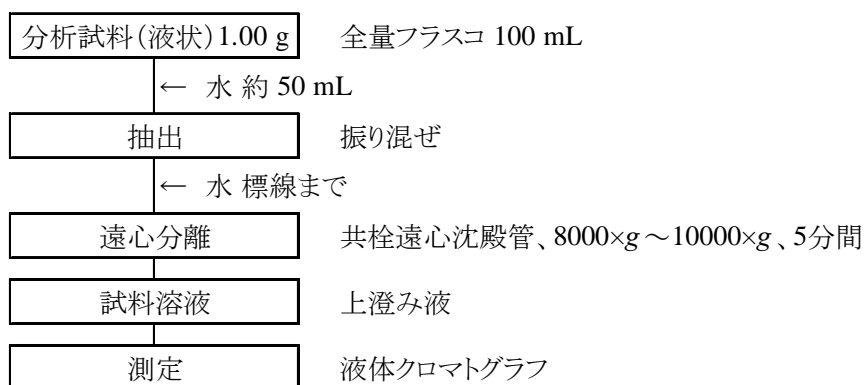 分析試料(液状)1.00 g 全量フラスコ 100 mL
← 水 約 50 mL
抽出 振り混ぜ
← 水 標線まで
遠心分離 共栓遠心沈殿管、8000×g~10000×g、5分間
試料溶液 上澄み液
測定 液体クロマトグラフ